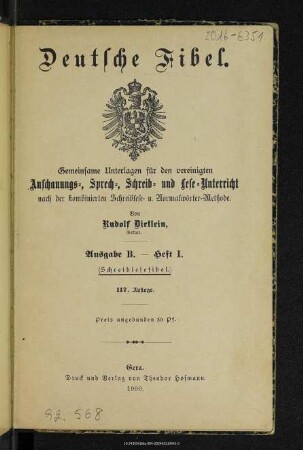 2016-6351
Deutsche Fibel.
Gemeinsame Unterlagen für den vereinigten
Anschauungs-, Sprech-, Schreib- und Lese-Unterricht
nach der kombinierten Schreiblese- u. Normalwörter-Methode.
Von
Rudolf Dietlein,
Rektor.
Ausgabe B. — Heft I.
(Schreiblesefibel.)
117. Auflage.
Preis ungebunden 30 Pf.
Gera.
Druck und Verlag von Theodor Hofmann.
1900.
92. 568